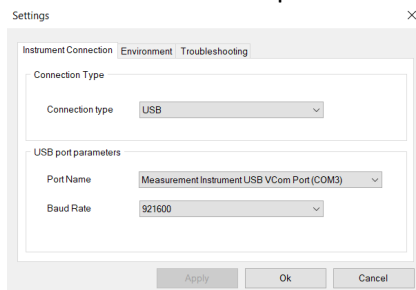 Settings
Instrument Connection Environment Troubleshooting
Connection Type
Connection type USB
USB port parameters
Port Name Measurement Instrument USB VCom Port (COM3)
Baud Rate 921600
Apply Ok Cancel